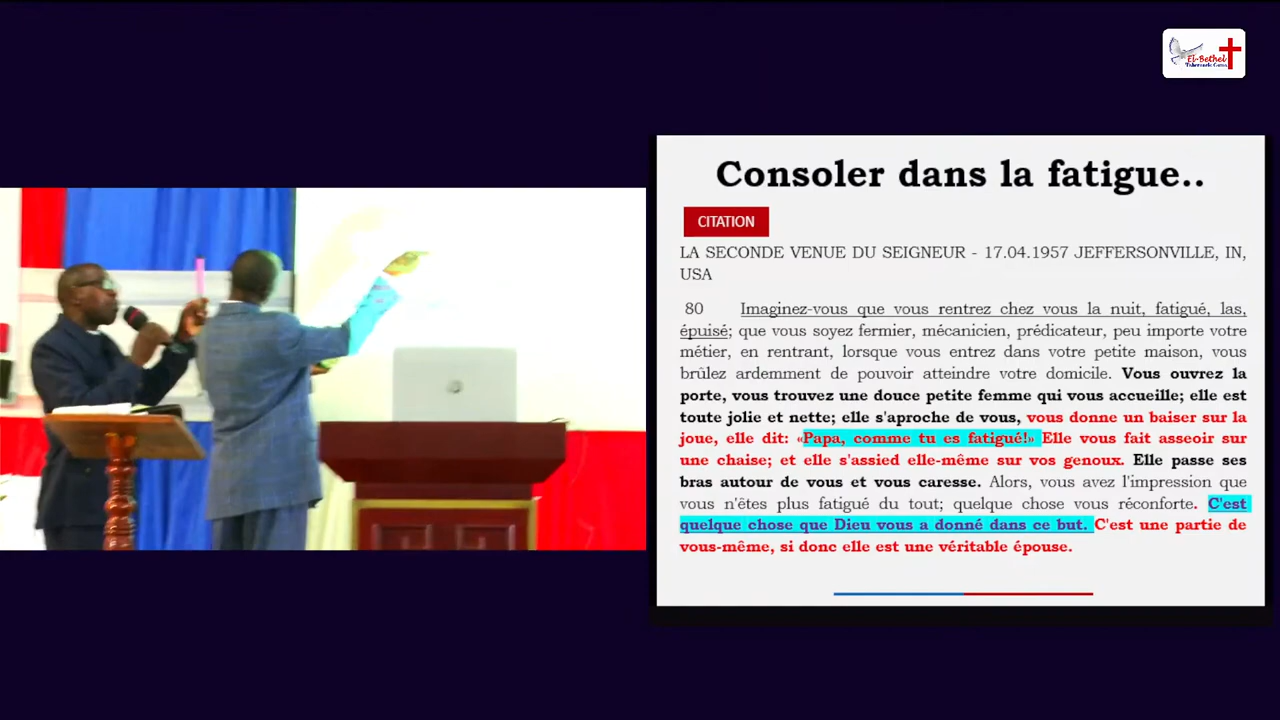 El-Bethel
Tabernacle Goma
Consoler dans la fatigue..
CITATION
LA SECONDE VENUE DU SEIGNEUR - 17.04.1957 JEFFERSONVILLE, IN,
USA
80 Imaginez-vous que vous rentrez chez vous la nuit, fatigué, las,
épuisé; que vous soyez fermier, mécanicien, prédicateur, peu importe votre
métier, en rentrant, lorsque vous entrez dans votre petite maison, vous
brûlez ardemment de pouvoir atteindre votre domicile. Vous ouvrez la
porte, vous trouvez une douce petite femme qui vous accueille; elle est
toute jolie et nette; elle s'aproche de vous, vous donne un baiser sur la
joue, elle dit: «Papa, comme tu es fatigué!» Elle vous fait asseoir sur
une chaise; et elle s'assied elle-même sur vos genoux. Elle passe ses
bras autour de vous et vous caresse. Alors, vous avez l'impression que
vous n'êtes plus fatigué du tout; quelque chose vous réconforte. C'est
quelque chose que Dieu vous a donné dans ce but. C'est une partie de
vous-même, si donc elle est une véritable épouse.